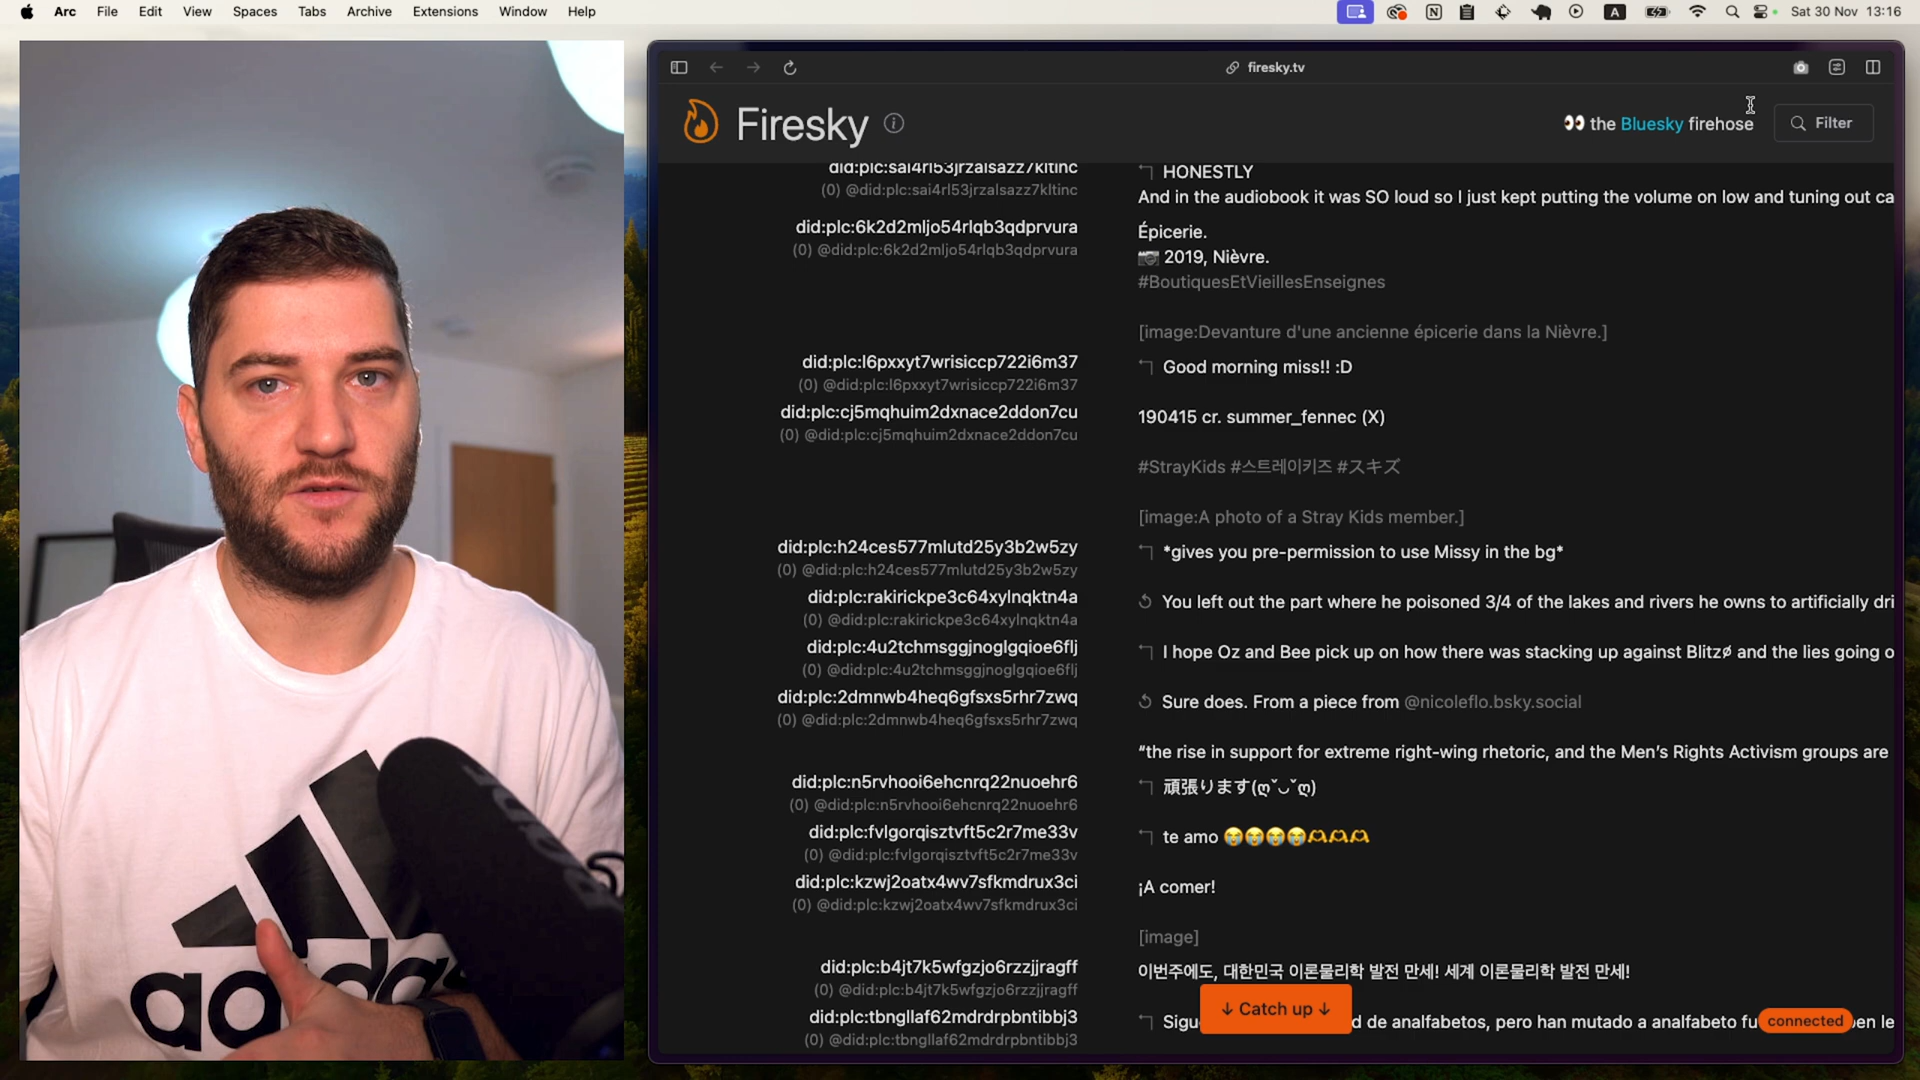 Arc File Edit View Spaces Tabs Archive Extensions Window Help
A Sat 30 Nov 13:16
firesky.tv
Firesky
👀 the Bluesky firehose
Filter
did:plc:sai4rl53jrzalsazz7kltinc
(0) @did:plc:sai4rl53jrzalsazz7kltinc
HONESTLY
And in the audiobook it was SO loud so I just kept putting the volume on low and tuning out ca
did:plc:6k2d2mljo54rlqb3qdprvura
(0) @did:plc:6k2d2mljo54rlqb3qdprvura
Épicerie.
📷 2019, Nièvre.
#BoutiquesEtVieillesEnseignes
[image:Devanture d'une ancienne épicerie dans la Nièvre.]
did:plc:l6pxxyt7wrisiccp722i6m37
(0) @did:plc:l6pxxyt7wrisiccp722i6m37
Good morning miss!! :D
did:plc:cj5mqhuim2dxnace2ddon7cu
(0) @did:plc:cj5mqhuim2dxnace2ddon7cu
190415 cr. summer_fennec (X)
#StrayKids #스트레이키즈 #スキズ
[image:A photo of a Stray Kids member.]
did:plc:h24ces577mlutd25y3b2w5zy
(0) @did:plc:h24ces577mlutd25y3b2w5zy
*gives you pre-permission to use Missy in the bg*
did:plc:rakirickpe3c64xylnqktn4a
(0) @did:plc:rakirickpe3c64xylnqktn4a
You left out the part where he poisoned 3/4 of the lakes and rivers he owns to artificially dri
did:plc:4u2tchmsggjnoglgqioe6flj
(0) @did:plc:4u2tchmsggjnoglgqioe6flj
I hope Oz and Bee pick up on how there was stacking up against Blitzø and the lies going o
did:plc:2dmnwb4heq6gfsxs5rhr7zwq
(0) @did:plc:2dmnwb4heq6gfsxs5rhr7zwq
Sure does. From a piece from @nicoleflo.bsky.social
“the rise in support for extreme right-wing rhetoric, and the Men’s Rights Activism groups are
did:plc:n5rvhooi6ehcnrq22nuoehr6
(0) @did:plc:n5rvhooi6ehcnrq22nuoehr6
頑張ります(ღ˘⌣˘ღ)
did:plc:fvlgorqisztvft5c2r7me33v
(0) @did:plc:fvlgorqisztvft5c2r7me33v
te amo 😭😭😭😭🫶🫶🫶
did:plc:kzwj2oatx4wv7sfkmdrux3ci
(0) @did:plc:kzwj2oatx4wv7sfkmdrux3ci
¡A comer!
[image]
did:plc:b4jt7k5wfgzjo6rzzjjragff
(0) @did:plc:b4jt7k5wfgzjo6rzzjjragff
이번주에도, 대한민국 이론물리학 발전 만세! 세계 이론물리학 발전 만세!
↓ Catch up ↓
did:plc:tbngllaf62mdrdrpbntibbj3
(0) @did:plc:tbngllaf62mdrdrpbntibbj3
Sigu d de analfabetos, pero han mutado a analfabeto fu en le
connected
adidas